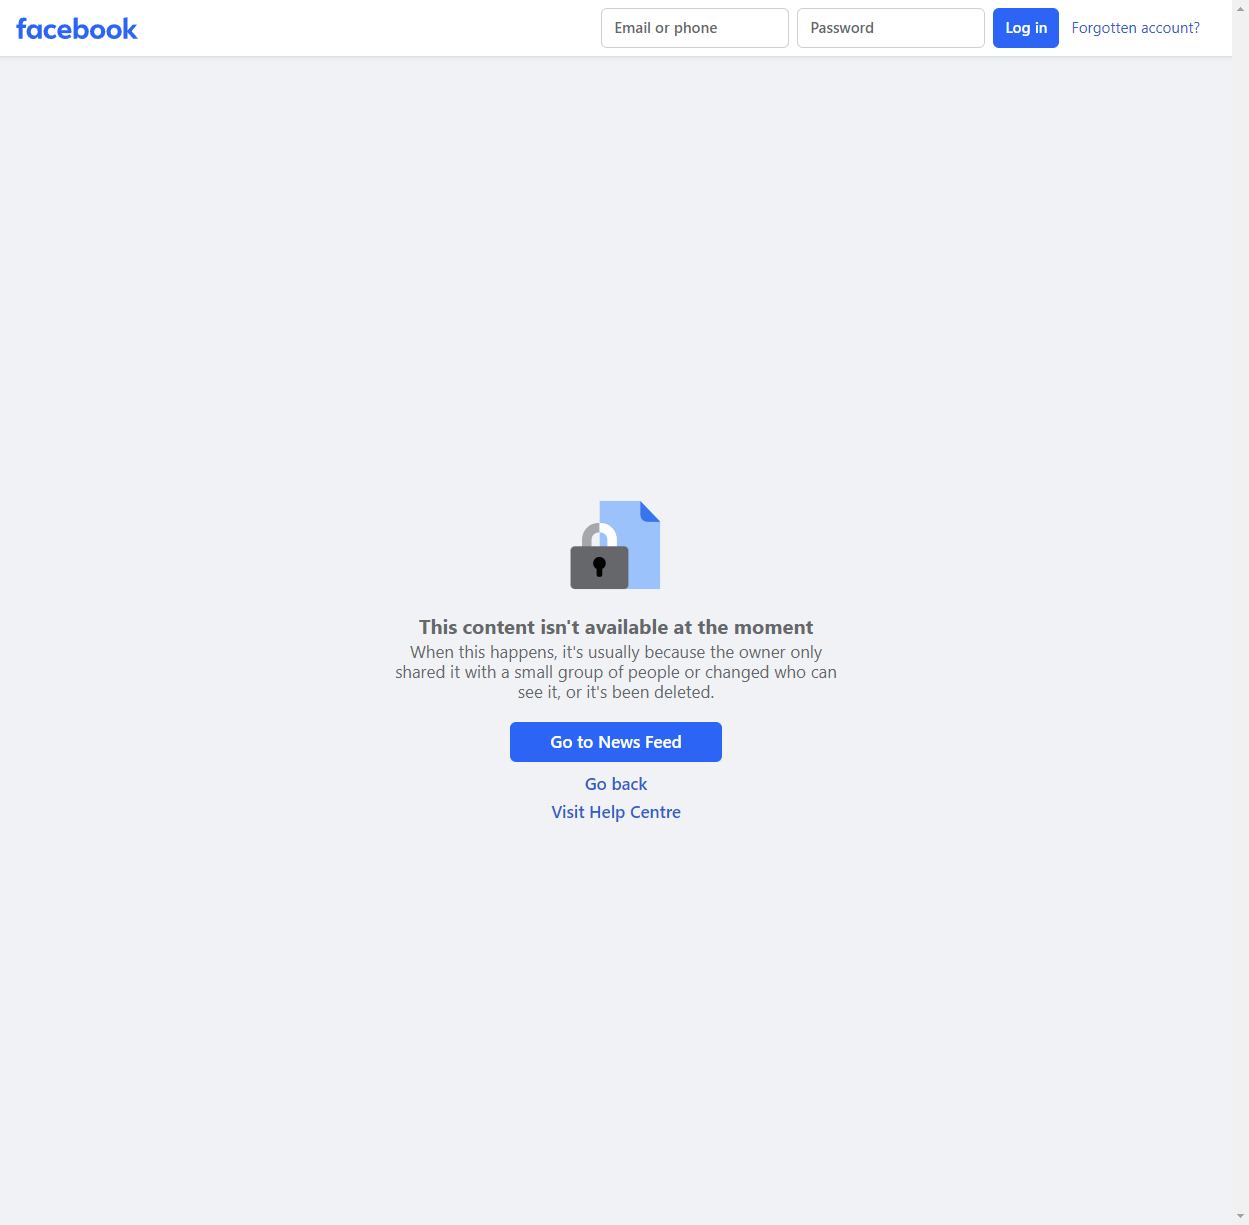 facebook
Email or phone
Password
Log in
Forgotten account?
This content isn't available at the moment
When this happens, it's usually because the owner only
shared it with a small group of people or changed who can
see it, or it's been deleted.
Go to News Feed
Go back
Visit Help Centre